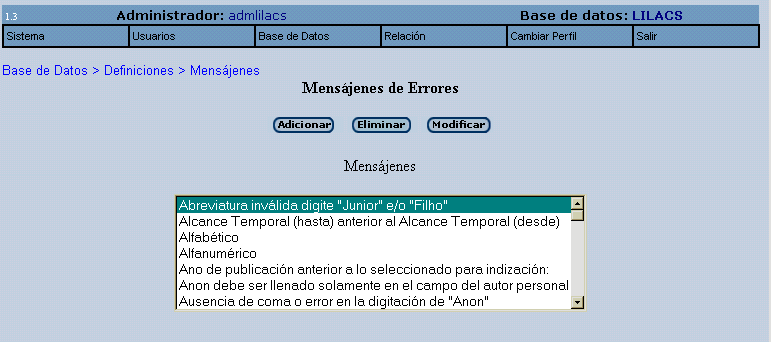 1.3 Administrador: admlilacs Base de datos: LILACS
Sistema Usuarios Base de Datos Relación Cambiar Perfil Salir
Base de Datos > Definiciones > Mensájenes
Mensájenes de Errores
Adicionar Eliminar Modificar
Mensájenes
Abreviatura inválida digite "Junior" e/o "Filho"
Alcance Temporal (hasta) anterior al Alcance Temporal (desde)
Alfabético
Alfanumérico
Ano de publicación anterior a lo seleccionado para indización:
Anon debe ser llenado solamente en el campo del autor personal
Ausencia de coma o error en la digitación de "Anon"